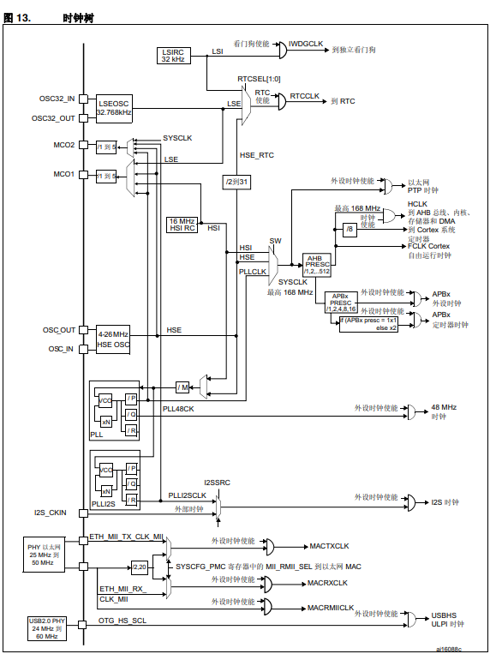 图 13. 时钟树
LSIRC
32 kHz
LSI
看门狗使能
IWDGCLK
到独立看门狗
RTCSEL[1:0]
OSC32_IN
OSC32_OUT
LSEOSC
32.768kHz
LSE
RTC
使能
RTCCLK
到 RTC
MCO2
/1 到 5
SYSCLK
MCO1
/1 到 5
LSE
HSE_RTC
/2到31
外设时钟使能
以太网
PTP 时钟
16 MHz
HSI RC
HSI
SW
HSI
HSE
PLLCLK
SYSCLK
最高 168 MHz
AHB
PRESC
/1,2,..512
最高 168 MHz
时钟
使能
HCLK
到 AHB 总线、内核、
存储器和 DMA
/8
到 Cortex 系统
定时器
FCLK Cortex
自由运行时钟
APBx
PRESC
/1,2,4,8,16
外设时钟使能
APBx
外设时钟
外设时钟使能
if (APBx presc = 1x1
else x2
APBx
定时器时钟
OSC_OUT
OSC_IN
4-26 MHz
HSE OSC
HSE
/ M
VCO
xN
/ P
/ Q
/ R
PLL
PLL48CK
外设时钟使能
48 MHz
时钟
VCO
xN
/ P
/ Q
/ R
PLLI2S
PLLI2SCLK
I2SSRC
外部时钟
I2S_CKIN
外设时钟使能
I2S 时钟
PHY 以太网
25 MHz 到
50 MHz
ETH_MII_TX_CLK_MII
外设时钟使能
MACTXCLK
/2,20
SYSCFG_PMC 寄存器中的 MII_RMII_SEL 到以太网 MAC
ETH_MII_RX_
CLK_MII
外设时钟使能
MACRXCLK
外设时钟使能
MACRMIICLK
USB2.0 PHY
24 MHz 到
60 MHz
OTG_HS_SCL
外设时钟使能
USBHS
ULPI 时钟
ai16088c